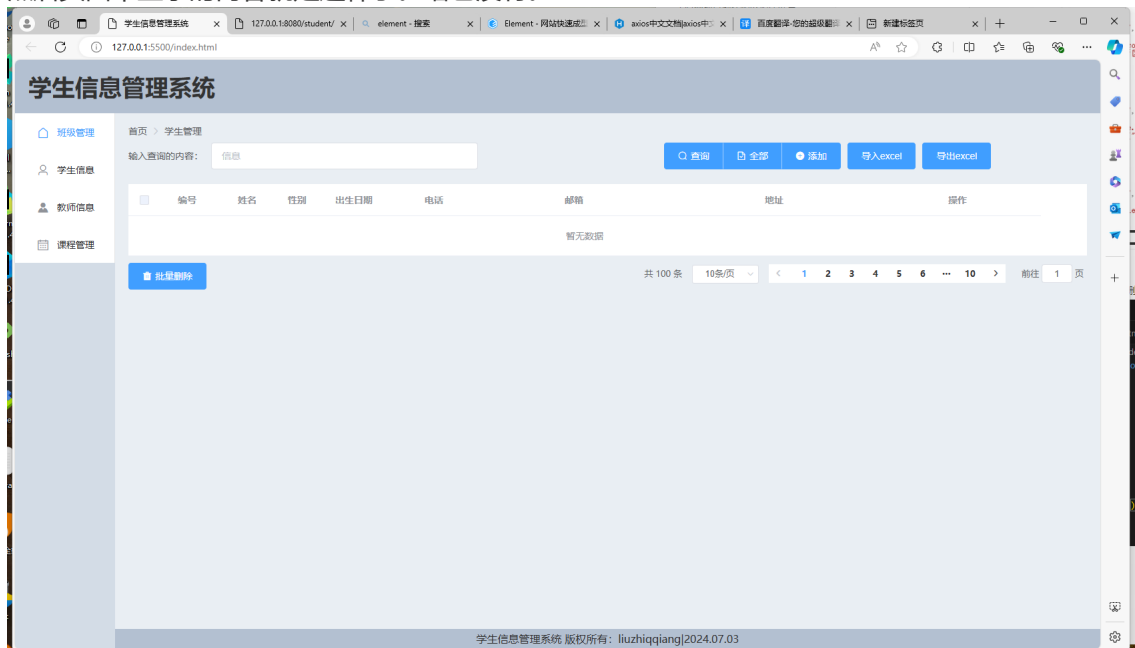 学生信息管理系统
127.0.0.1:8080/student/
element - 搜索
Element - 网站快速成型
axios中文文档|axios中文
百度翻译-您的超级翻译
新建标签页
127.0.0.1:5500/index.html
学生信息管理系统
班级管理
学生信息
教师信息
课程管理
首页 > 学生管理
输入查询的内容： 信息 查询 全部 添加 导入excel 导出excel
编号 姓名 性别 出生日期 电话 邮箱 地址 操作
暂无数据
批量删除 共 100 条 10条/页 < 1 2 3 4 5 6 ··· 10 > 前往 1 页
学生信息管理系统 版权所有：liuzhiqqiang|2024.07.03